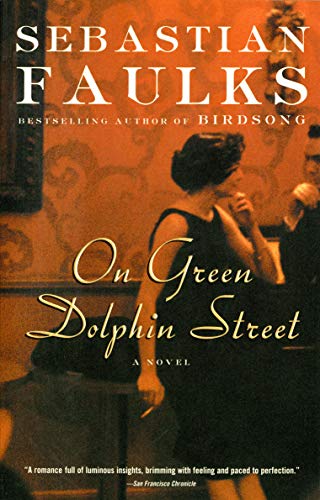 SEBASTIAN
FAULKS
BESTSELLING AUTHOR OF BIRDSONG
On Green
Dolphin Street
A NOVEL
"A romance full of luminous insights, brimming with feeling and paced to perfection."
—San Francisco Chronicle